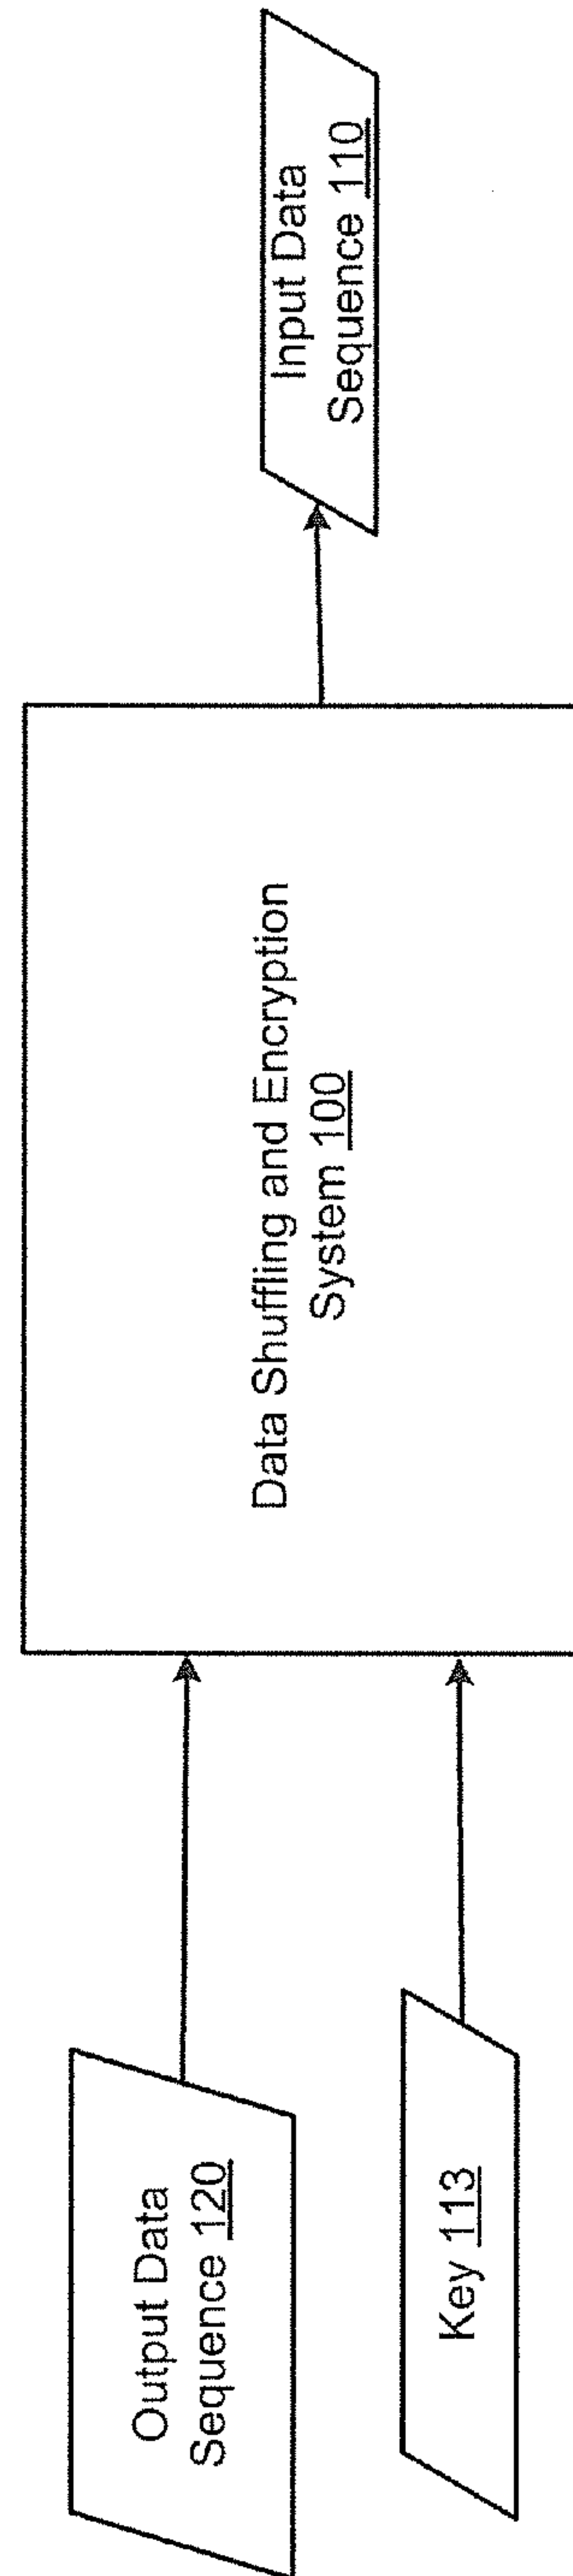 Output Data
Sequence 120
Key 113
Data Shuffling and Encryption
System 100
Input Data
Sequence 110